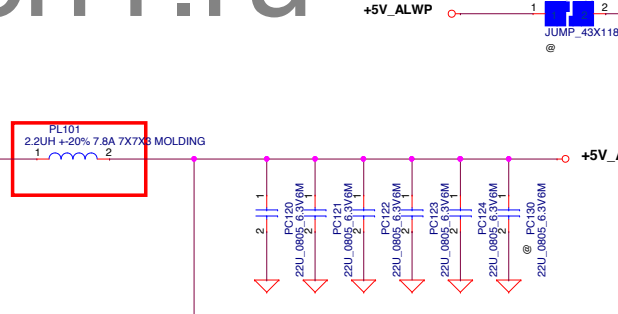 +5V_ALWP
1
2
JUMP_43X118
@
PL101
2.2UH +-20% 7.8A 7X7X3 MOLDING
1
2
1
2
PC120
22U_0805_6.3V6M
1
2
PC121
22U_0805_6.3V6M
1
2
PC122
22U_0805_6.3V6M
1
2
PC123
22U_0805_6.3V6M
1
2
PC124
22U_0805_6.3V6M
1
2
@
PC130
22U_0805_6.3V6M